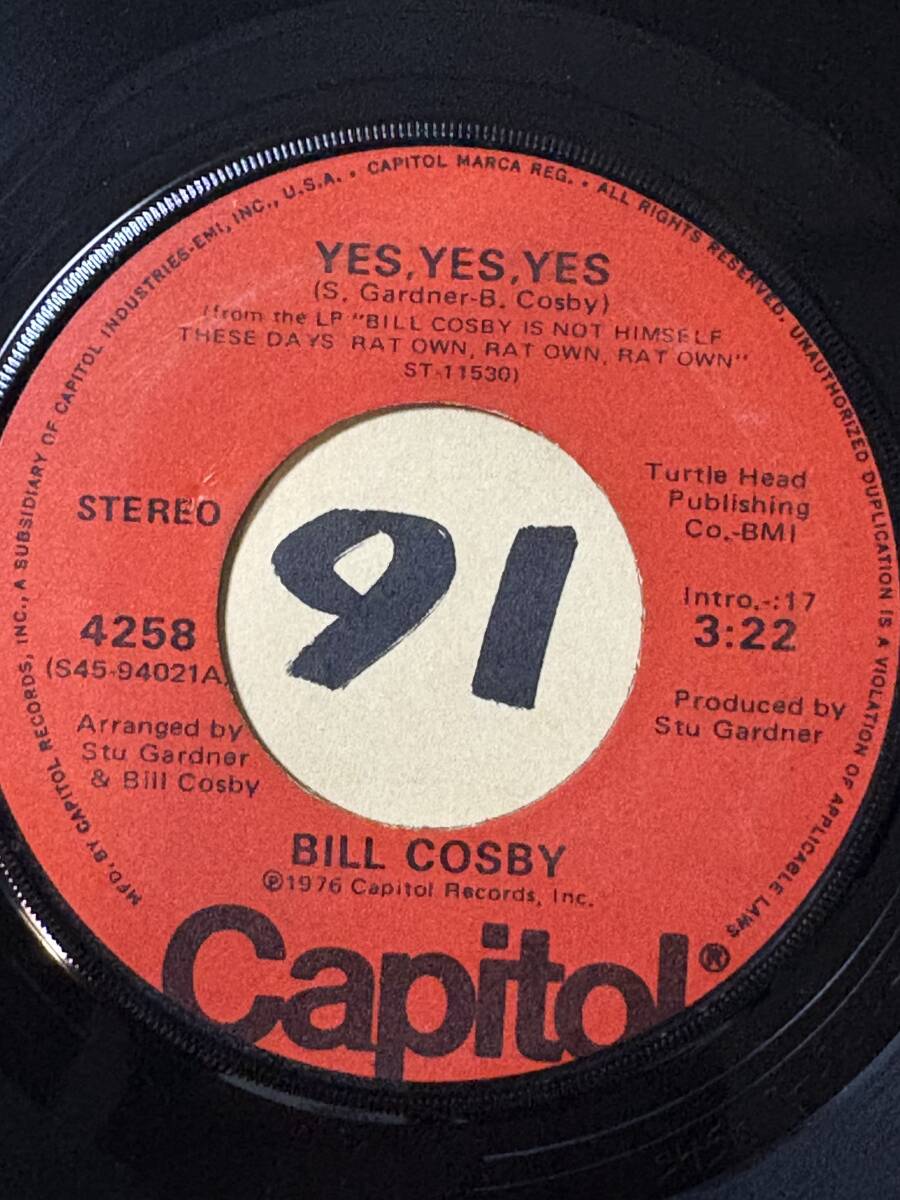 MFD. BY CAPITOL RECORDS, INC., A SUBSIDIARY OF CAPITOL INDUSTRIES-EMI, INC., U.S.A. • CAPITOL MARCA REG. • ALL RIGHTS RESERVED. UNAUTHORIZED DUPLICATION IS A VIOLATION OF APPLICABLE LAWS
YES, YES, YES
(S. Gardner-B. Cosby)
(from the LP "BILL COSBY IS NOT HIMSELF
THESE DAYS RAT OWN, RAT OWN, RAT OWN"
ST-11530)
STEREO
Turtle Head
Publishing
Co.-BMI
91
4258
(S45-94021A)
Intro.-:17
3:22
Arranged by
Stu Gardner
& Bill Cosby
Produced by
Stu Gardner
BILL COSBY
℗1976 Capitol Records, Inc.
Capitol®